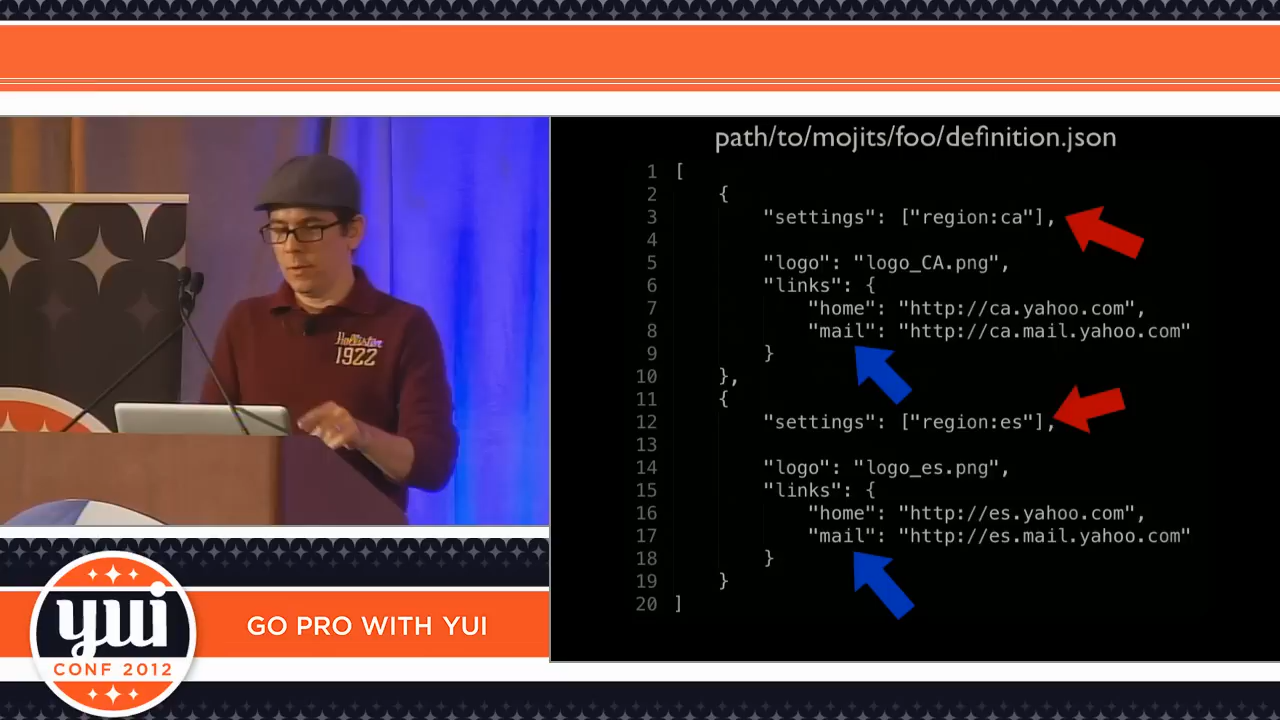 path/to/mojits/foo/definition.json
1 [
2 {
3 "settings": ["region:ca"],
4
5 "logo": "logo_CA.png",
6 "links": {
7 "home": "http://ca.yahoo.com",
8 "mail": "http://ca.mail.yahoo.com"
9 }
10 },
11 {
12 "settings": ["region:es"],
13
14 "logo": "logo_es.png",
15 "links": {
16 "home": "http://es.yahoo.com",
17 "mail": "http://es.mail.yahoo.com"
18 }
19 }
20 ]
Hollister
1922
yui
CONF 2012
GO PRO WITH YUI